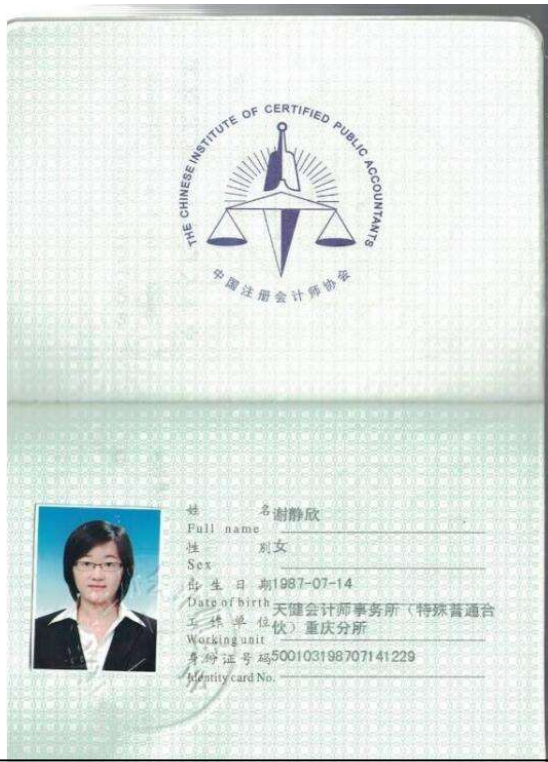 THE CHINESE INSTITUTE OF CERTIFIED PUBLIC ACCOUNTANTS
中国注册会计师协会
姓 名 谢静欣
Full name
性 别 女
Sex
出 生 日 期 1987-07-14
Date of birth
工 作 单 位 天健会计师事务所（特殊普通合
伙）重庆分所
Working unit
身份证号码 500103198707141229
Identity card No.